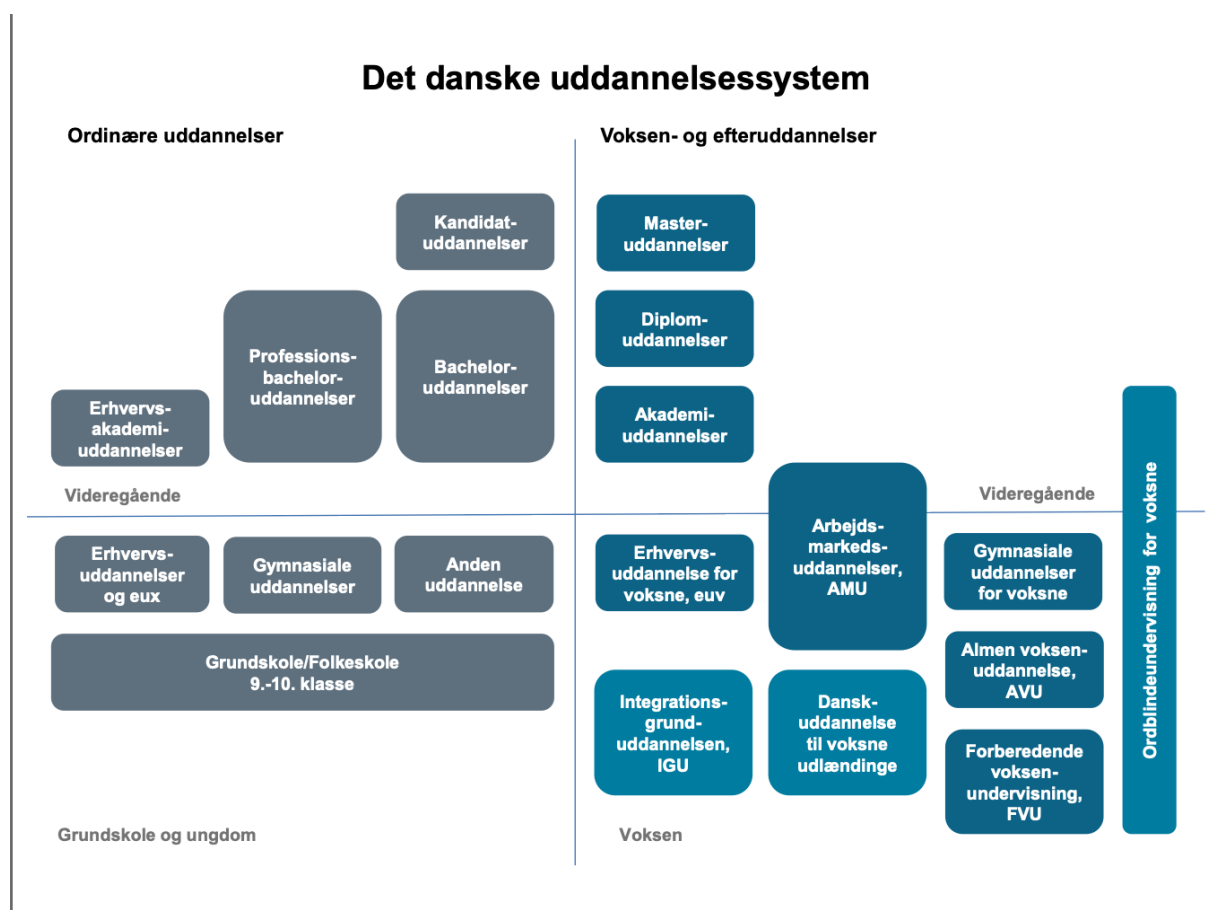 Det danske uddannelsessystem
Ordinære uddannelser
Kandidat-
uddannelser
Professions-
bachelor-
uddannelser
Bachelor-
uddannelser
Erhvervs-
akademi-
uddannelser
Videregående
Erhvervs-
uddannelser
og eux
Gymnasiale
uddannelser
Anden
uddannelse
Grundskole/Folkeskole
9.-10. klasse
Grundskole og ungdom
Voksen- og efteruddannelser
Master-
uddannelser
Diplom-
uddannelser
Akademi-
uddannelser
Videregående
Arbejds-
markeds-
uddannelser,
AMU
Erhvervs-
uddannelse for
voksne, euv
Gymnasiale
uddannelser
for voksne
Almen voksen-
uddannelse,
AVU
Integrations-
grund-
uddannelsen,
IGU
Dansk-
uddannelse
til voksne
udlændinge
Forberedende
voksen-
undervisning,
FVU
Ordblindeundervisning for voksne
Voksen